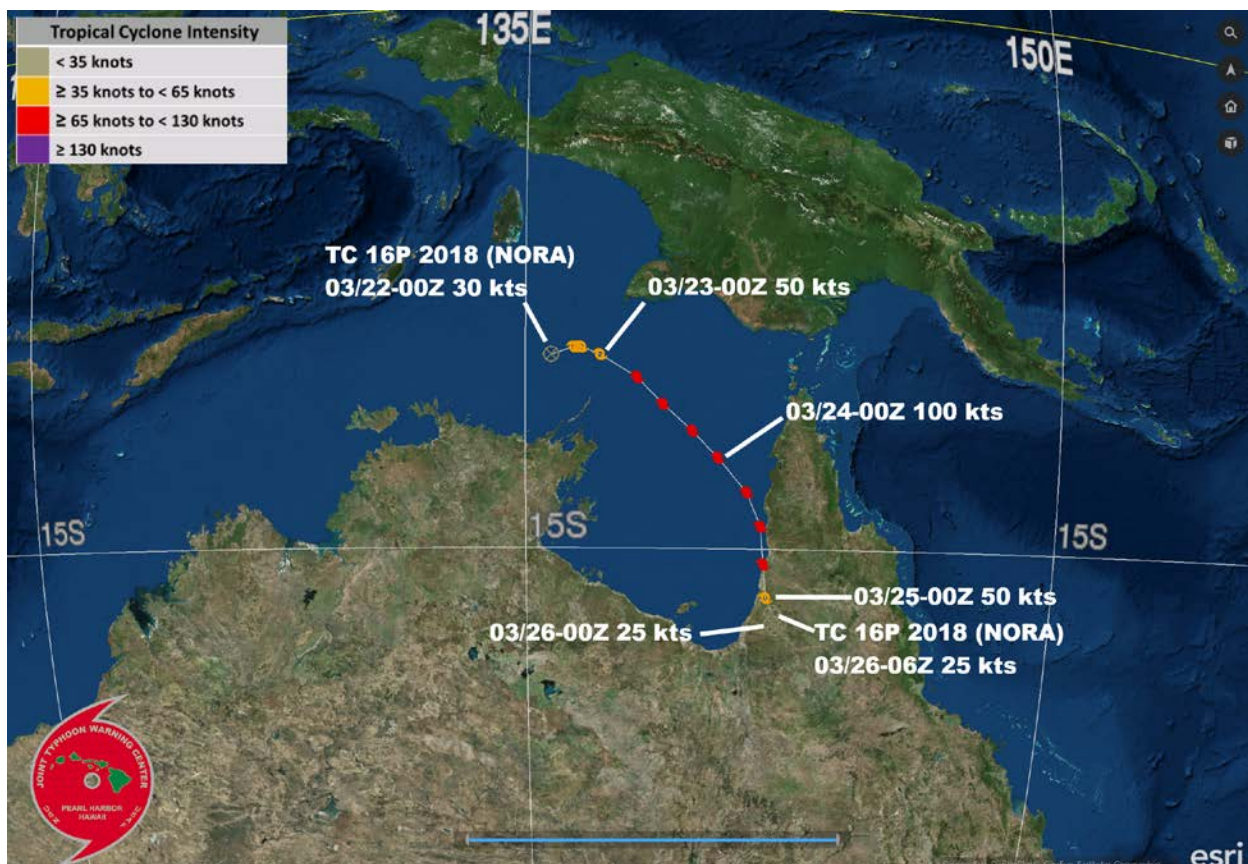 Tropical Cyclone Intensity
< 35 knots
≥ 35 knots to < 65 knots
≥ 65 knots to < 130 knots
≥ 130 knots
135E
150E
TC 16P 2018 (NORA)
03/22-00Z 30 kts
03/23-00Z 50 kts
03/24-00Z 100 kts
15S
15S
15S
03/25-00Z 50 kts
03/26-00Z 25 kts
TC 16P 2018 (NORA)
03/26-06Z 25 kts
JOINT TYPHOON WARNING CENTER
PEARL HARBOR
HAWAII
esri